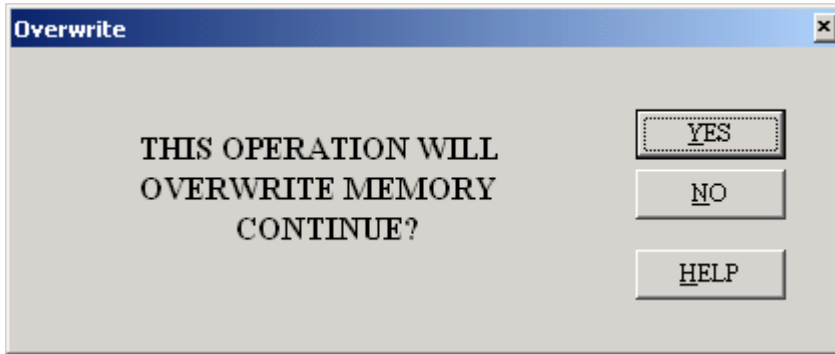 Overwrite
THIS OPERATION WILL
OVERWRITE MEMORY
CONTINUE?
YES
NO
HELP